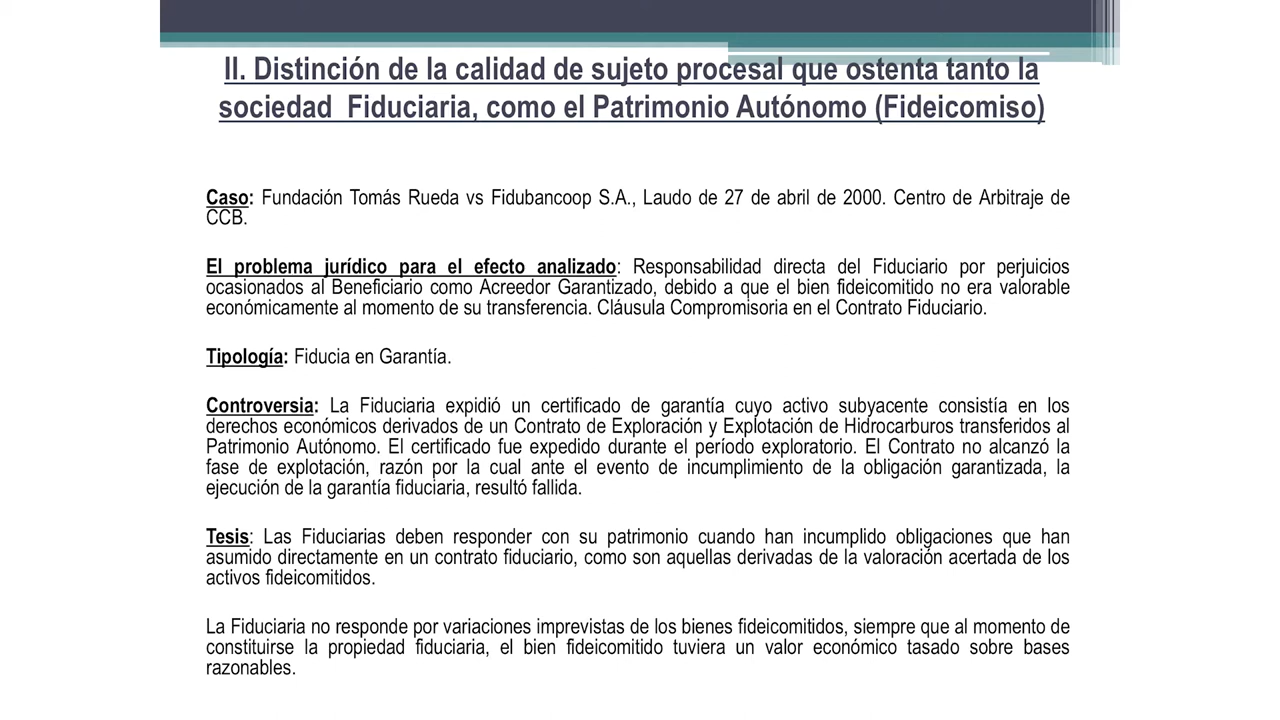 II. Distinción de la calidad de sujeto procesal que ostenta tanto la
sociedad Fiduciaria, como el Patrimonio Autónomo (Fideicomiso)
Caso: Fundación Tomás Rueda vs Fidubancoop S.A., Laudo de 27 de abril de 2000. Centro de Arbitraje de
CCB.
El problema jurídico para el efecto analizado: Responsabilidad directa del Fiduciario por perjuicios
ocasionados al Beneficiario como Acreedor Garantizado, debido a que el bien fideicomitido no era valorable
económicamente al momento de su transferencia. Cláusula Compromisoria en el Contrato Fiduciario.
Tipología: Fiducia en Garantía.
Controversia: La Fiduciaria expidió un certificado de garantía cuyo activo subyacente consistía en los
derechos económicos derivados de un Contrato de Exploración y Explotación de Hidrocarburos transferidos al
Patrimonio Autónomo. El certificado fue expedido durante el período exploratorio. El Contrato no alcanzó la
fase de explotación, razón por la cual ante el evento de incumplimiento de la obligación garantizada, la
ejecución de la garantía fiduciaria, resultó fallida.
Tesis: Las Fiduciarias deben responder con su patrimonio cuando han incumplido obligaciones que han
asumido directamente en un contrato fiduciario, como son aquellas derivadas de la valoración acertada de los
activos fideicomitidos.
La Fiduciaria no responde por variaciones imprevistas de los bienes fideicomitidos, siempre que al momento de
constituirse la propiedad fiduciaria, el bien fideicomitido tuviera un valor económico tasado sobre bases
razonables.